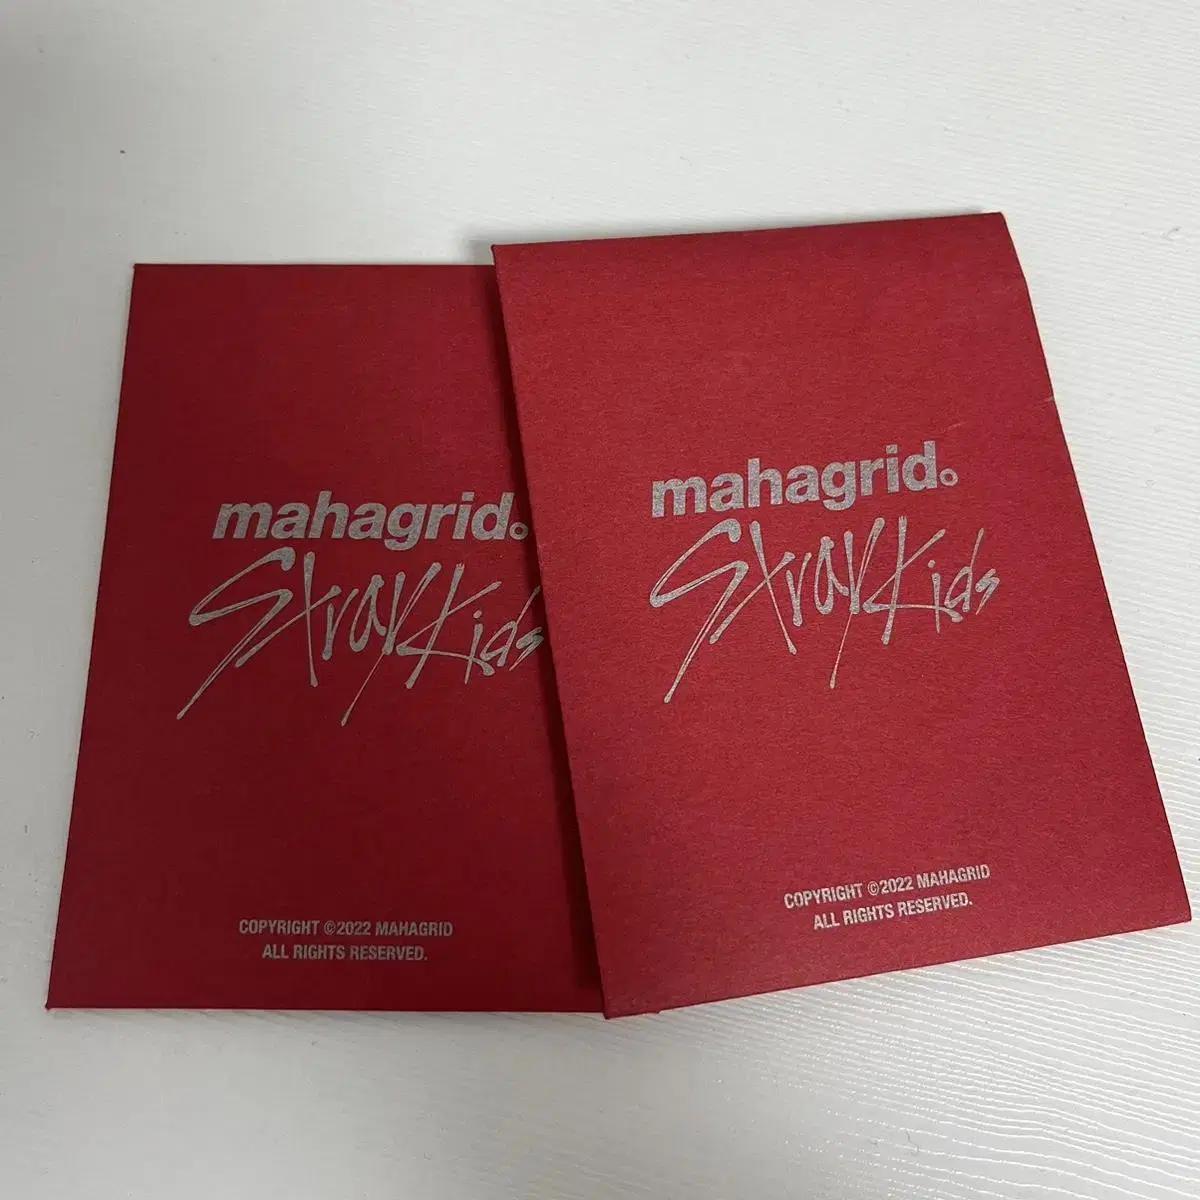 mahagrid.
Stray Kids
COPYRIGHT ©2022 MAHAGRID
ALL RIGHTS RESERVED.
mahagrid.
Stray Kids
COPYRIGHT ©2022 MAHAGRID
ALL RIGHTS RESERVED.